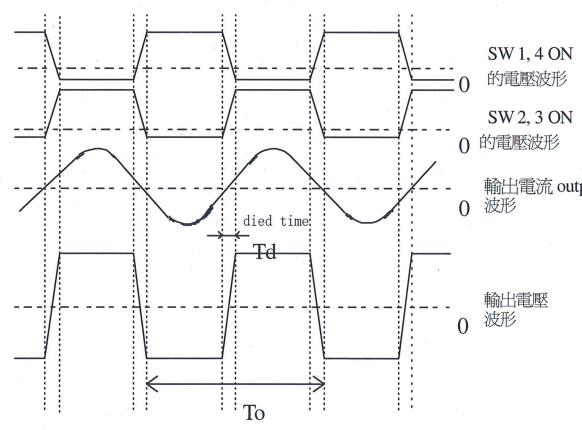 SW 1, 4 ON
0 的電壓波形
SW 2, 3 ON
0 的電壓波形
輸出電流 outp
0 波形
died time
Td
輸出電壓
0 波形
To